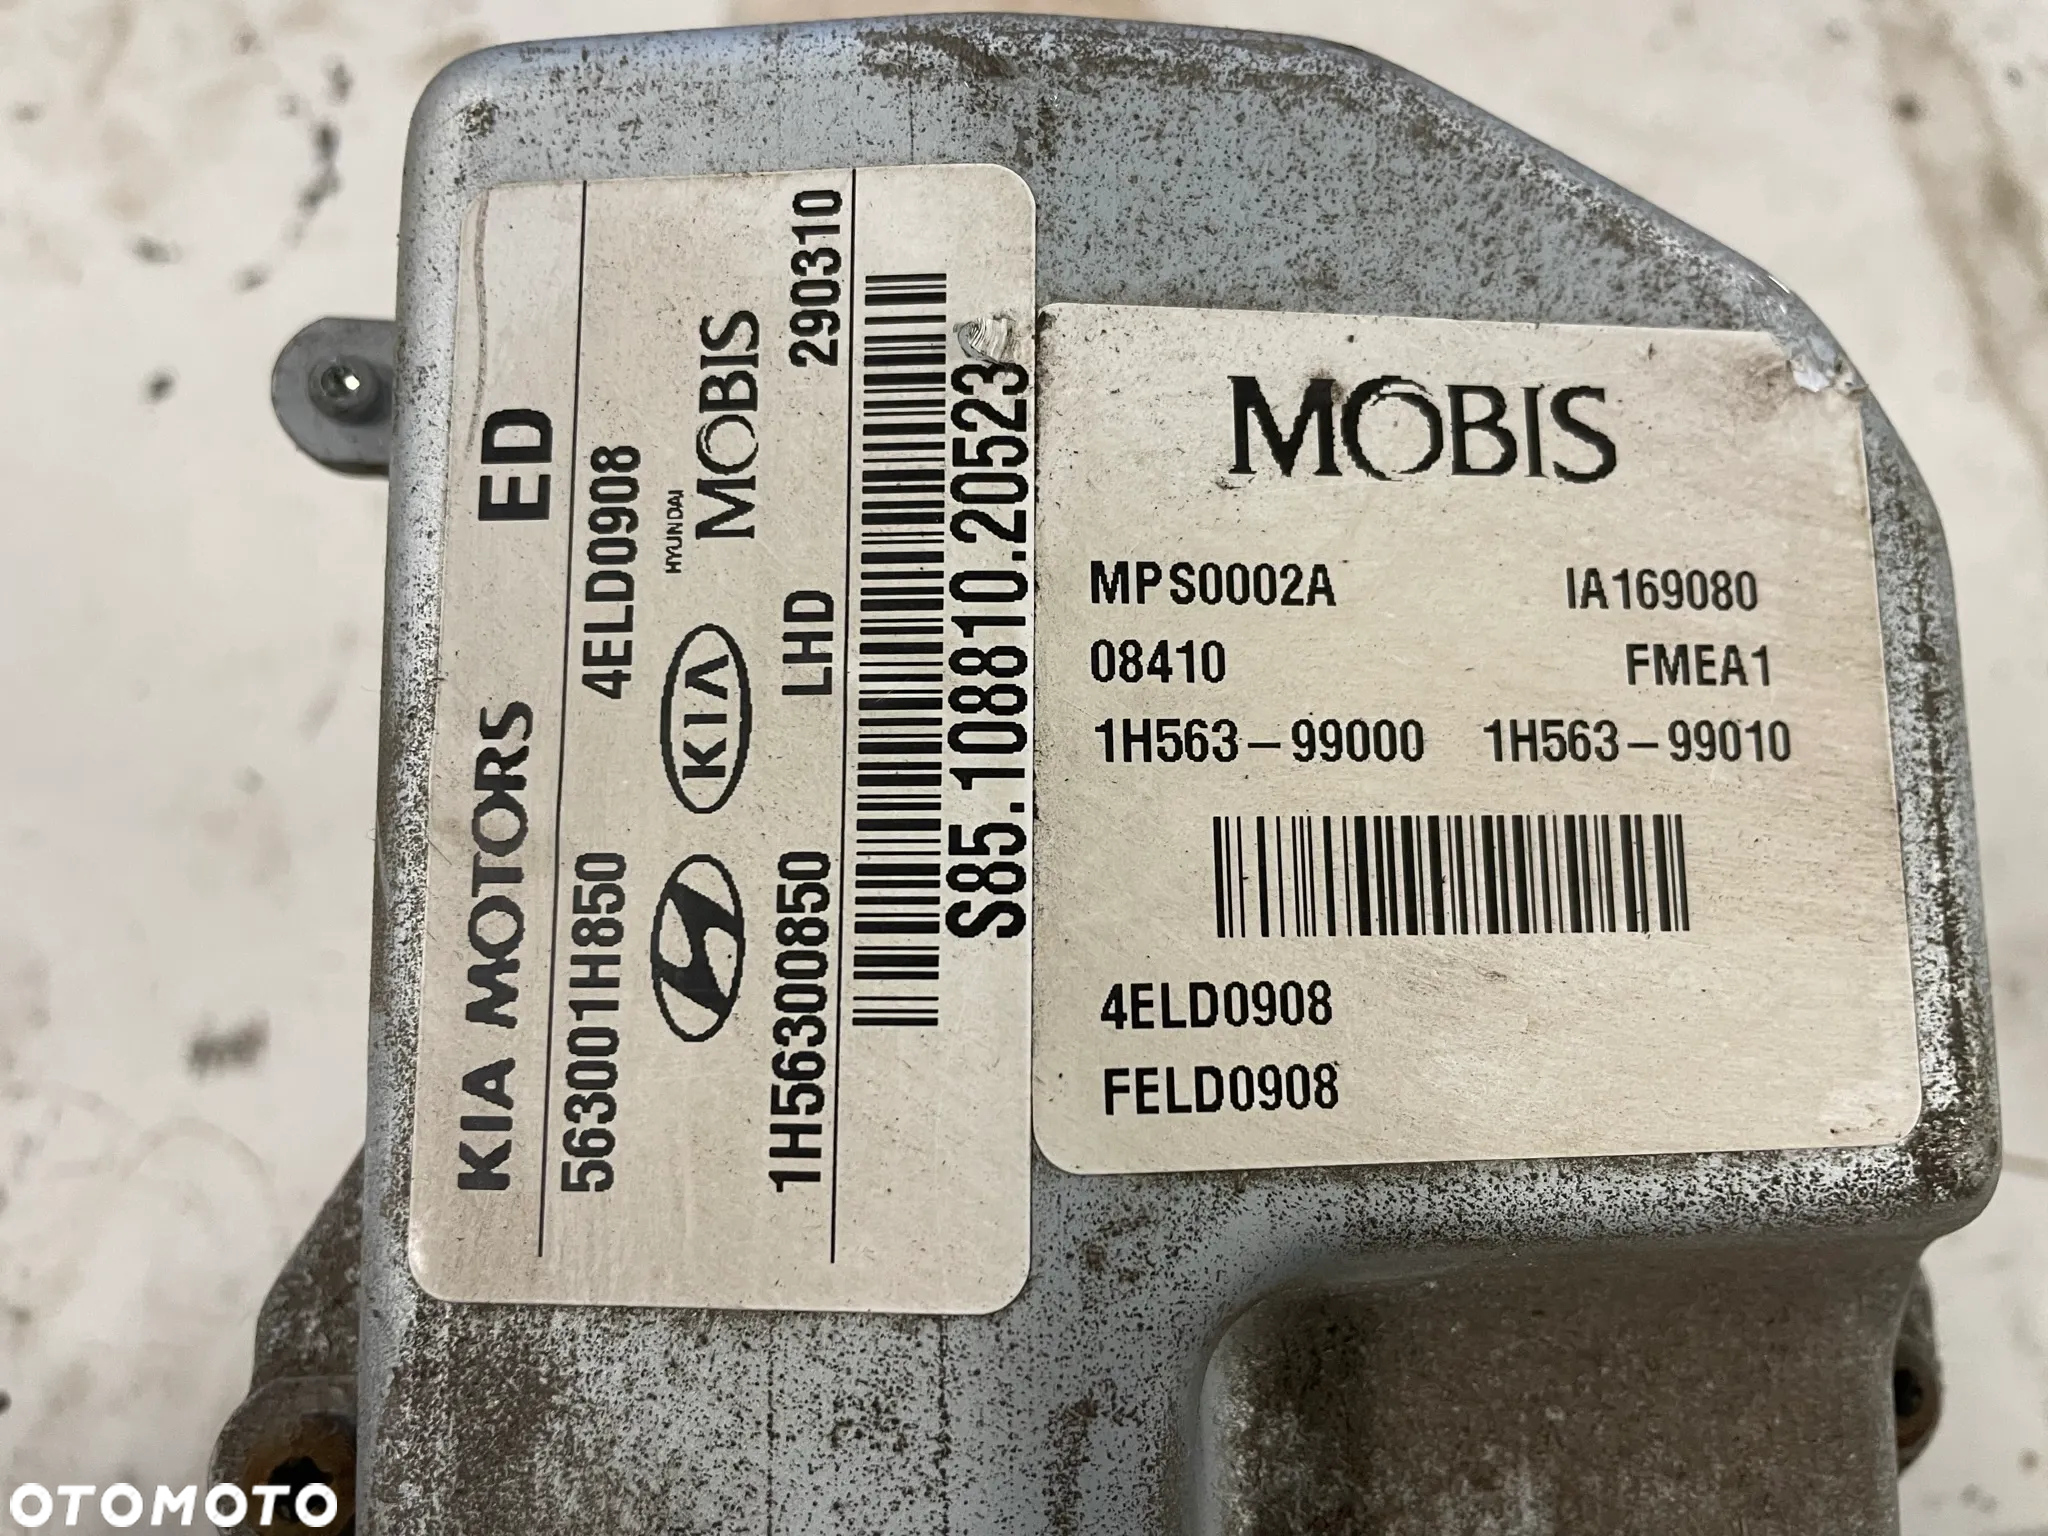 KIA MOTORS ED
563001H850 4ELD0908
KIA HYUNDAI MOBIS
1H56300850 LHD 290310
S85.108810.20523
MOBIS
MPS0002A IA169080
08410 FMEA1
1H563-99000 1H563-99010
4ELD0908
FELD0908
OTOMOTO